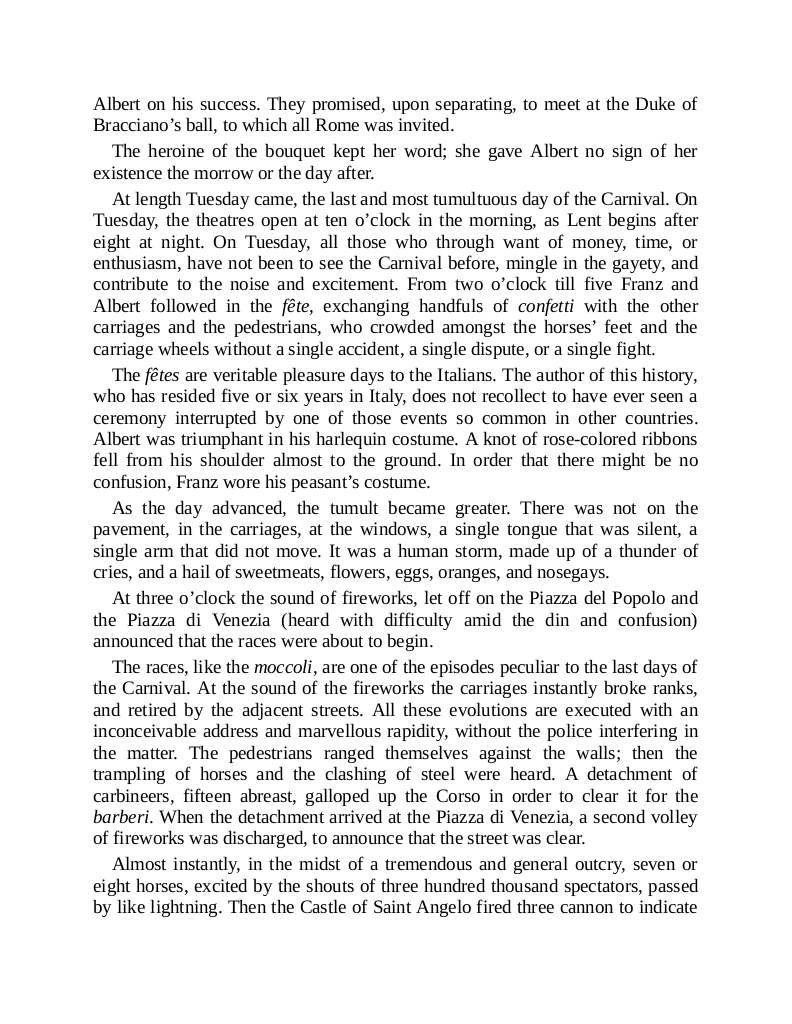 Albert on his success. They promised, upon separating, to meet at the Duke of
Bracciano’s ball, to which all Rome was invited.
The heroine of the bouquet kept her word; she gave Albert no sign of her
existence the morrow or the day after.
At length Tuesday came, the last and most tumultuous day of the Carnival. On
Tuesday, the theatres open at ten o’clock in the morning, as Lent begins after
eight at night. On Tuesday, all those who through want of money, time, or
enthusiasm, have not been to see the Carnival before, mingle in the gayety, and
contribute to the noise and excitement. From two o’clock till five Franz and
Albert followed in the fête, exchanging handfuls of confetti with the other
carriages and the pedestrians, who crowded amongst the horses’ feet and the
carriage wheels without a single accident, a single dispute, or a single fight.
The fêtes are veritable pleasure days to the Italians. The author of this history,
who has resided five or six years in Italy, does not recollect to have ever seen a
ceremony interrupted by one of those events so common in other countries.
Albert was triumphant in his harlequin costume. A knot of rose-colored ribbons
fell from his shoulder almost to the ground. In order that there might be no
confusion, Franz wore his peasant’s costume.
As the day advanced, the tumult became greater. There was not on the
pavement, in the carriages, at the windows, a single tongue that was silent, a
single arm that did not move. It was a human storm, made up of a thunder of
cries, and a hail of sweetmeats, flowers, eggs, oranges, and nosegays.
At three o’clock the sound of fireworks, let off on the Piazza del Popolo and
the Piazza di Venezia (heard with difficulty amid the din and confusion)
announced that the races were about to begin.
The races, like the moccoli, are one of the episodes peculiar to the last days of
the Carnival. At the sound of the fireworks the carriages instantly broke ranks,
and retired by the adjacent streets. All these evolutions are executed with an
inconceivable address and marvellous rapidity, without the police interfering in
the matter. The pedestrians ranged themselves against the walls; then the
trampling of horses and the clashing of steel were heard. A detachment of
carbineers, fifteen abreast, galloped up the Corso in order to clear it for the
barberi. When the detachment arrived at the Piazza di Venezia, a second volley
of fireworks was discharged, to announce that the street was clear.
Almost instantly, in the midst of a tremendous and general outcry, seven or
eight horses, excited by the shouts of three hundred thousand spectators, passed
by like lightning. Then the Castle of Saint Angelo fired three cannon to indicate